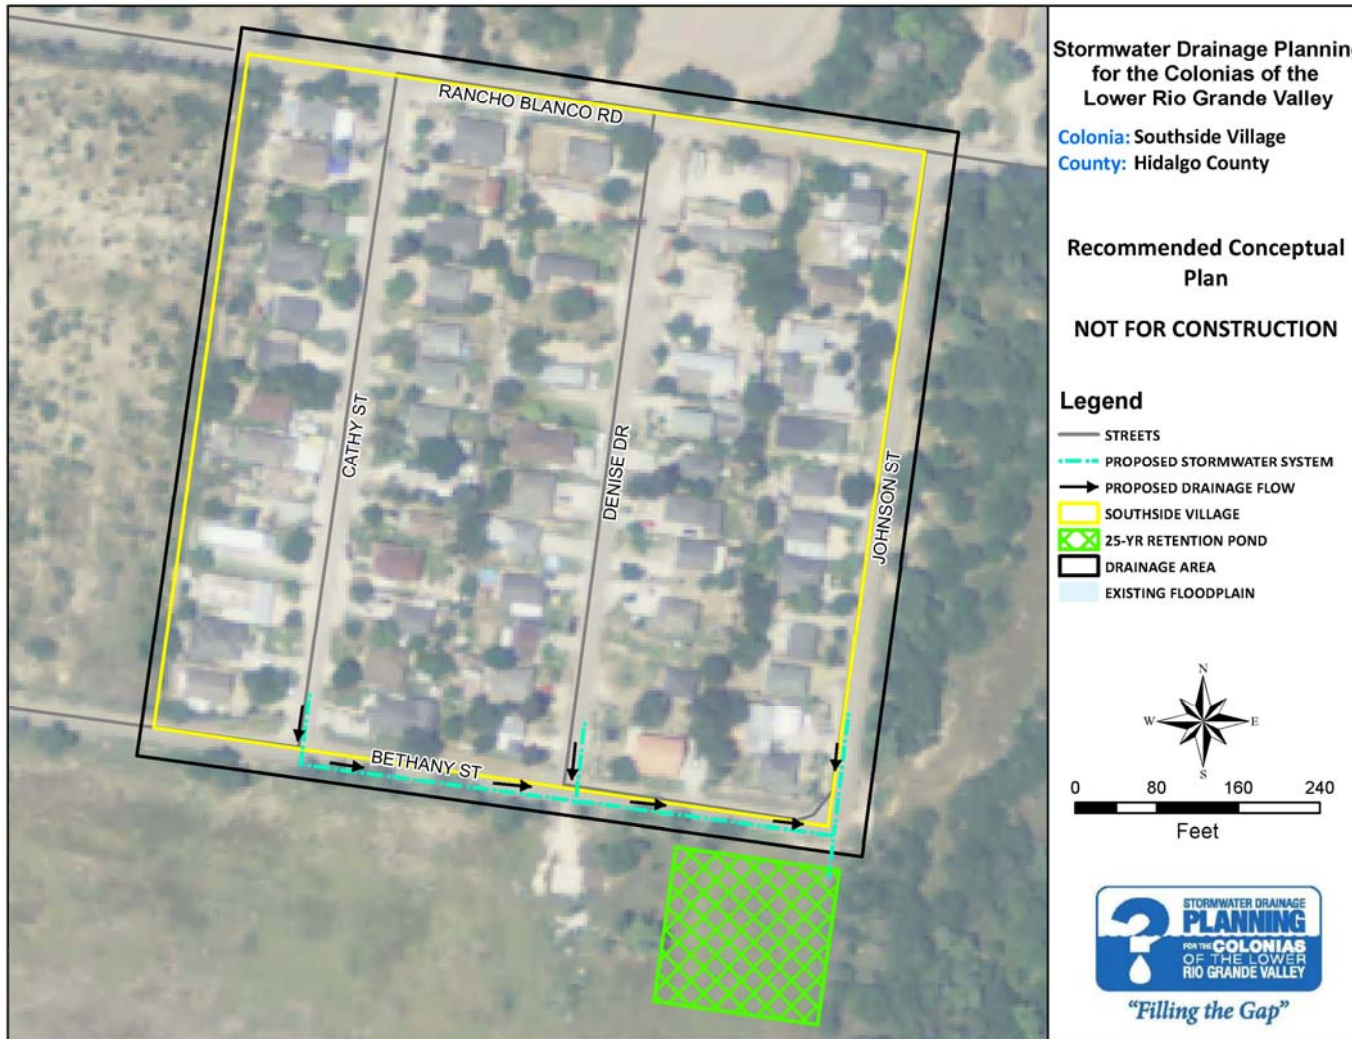 Stormwater Drainage Planning
for the Colonias of the
Lower Rio Grande Valley
Colonia: Southside Village
County: Hidalgo County
Recommended Conceptual
Plan
NOT FOR CONSTRUCTION
Legend
STREETS
PROPOSED STORMWATER SYSTEM
PROPOSED DRAINAGE FLOW
SOUTHSIDE VILLAGE
25-YR RETENTION POND
DRAINAGE AREA
EXISTING FLOODPLAIN
N
W E
S
0 80 160 240
Feet
STORMWATER DRAINAGE
PLANNING
FOR THE COLONIAS
OF THE LOWER
RIO GRANDE VALLEY
"Filling the Gap"
RANCHO BLANCO RD
CATHY ST
DENISE DR
JOHNSON ST
BETHANY ST